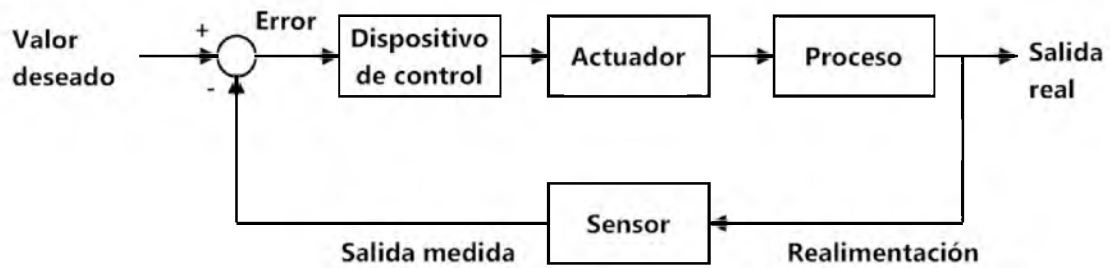 Valor
deseado
+
-
Error
Dispositivo
de control
Actuador
Proceso
Salida
real
Sensor
Salida medida
Realimentación